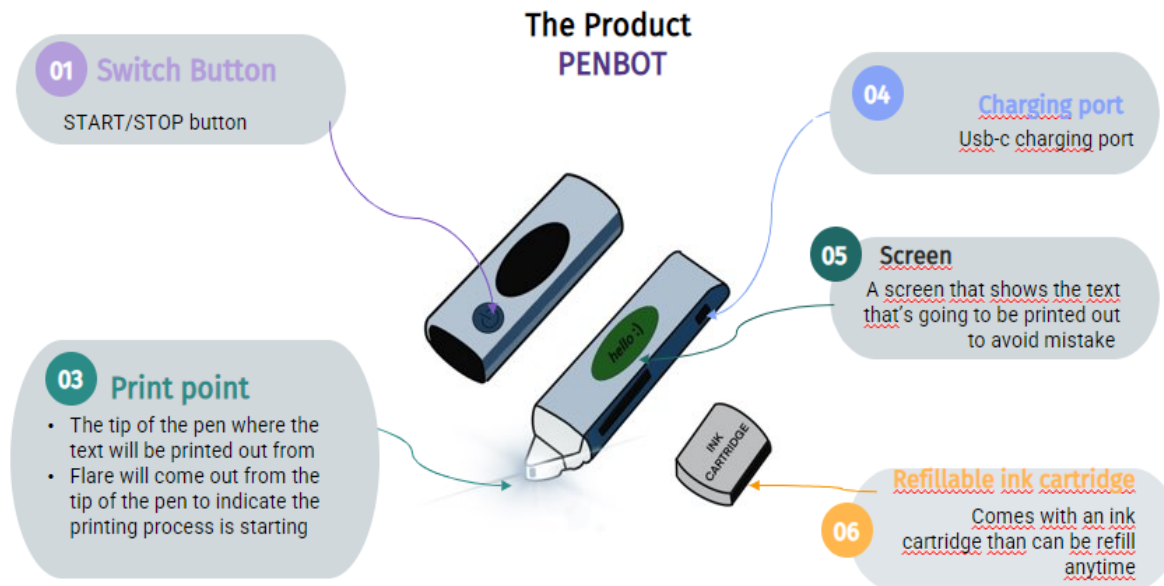 The Product
PENBOT
01 Switch Button
START/STOP button
03 Print point
• The tip of the pen where the
text will be printed out from
• Flare will come out from the
tip of the pen to indicate the
printing process is starting
04 Charging port
Usb-c charging port
05 Screen
A screen that shows the text
that's going to be printed out
to avoid mistake
hello :)
INK
CARTRIDGE
Refillable ink cartridge
06
Comes with an ink
cartridge than can be refill
anytime